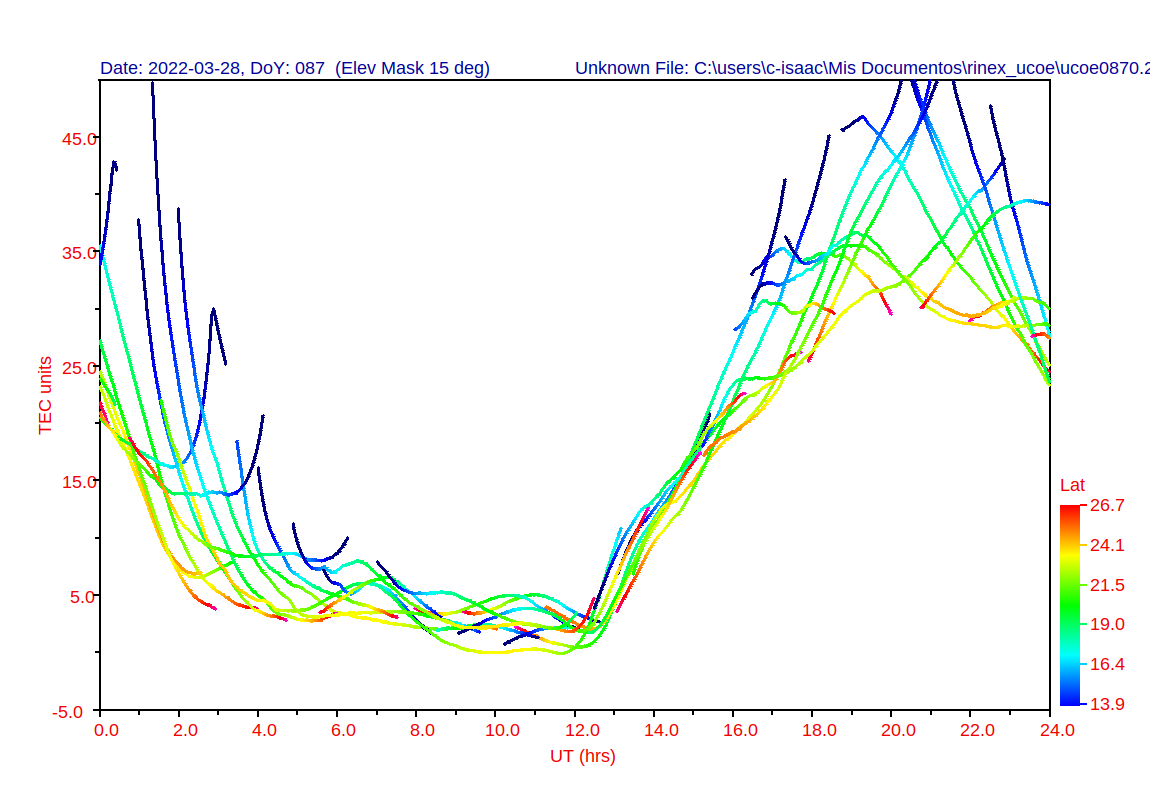 Date: 2022-03-28, DoY: 087  (Elev Mask 15 deg)
Unknown File: C:\users\c-isaac\Mis Documentos\rinex_ucoe\ucoe0870.2
45.0
35.0
25.0
15.0
5.0
-5.0
TEC units
0.0 2.0 4.0 6.0 8.0 10.0 12.0 14.0 16.0 18.0 20.0 22.0 24.0
UT (hrs)
Lat
26.7
24.1
21.5
19.0
16.4
13.9